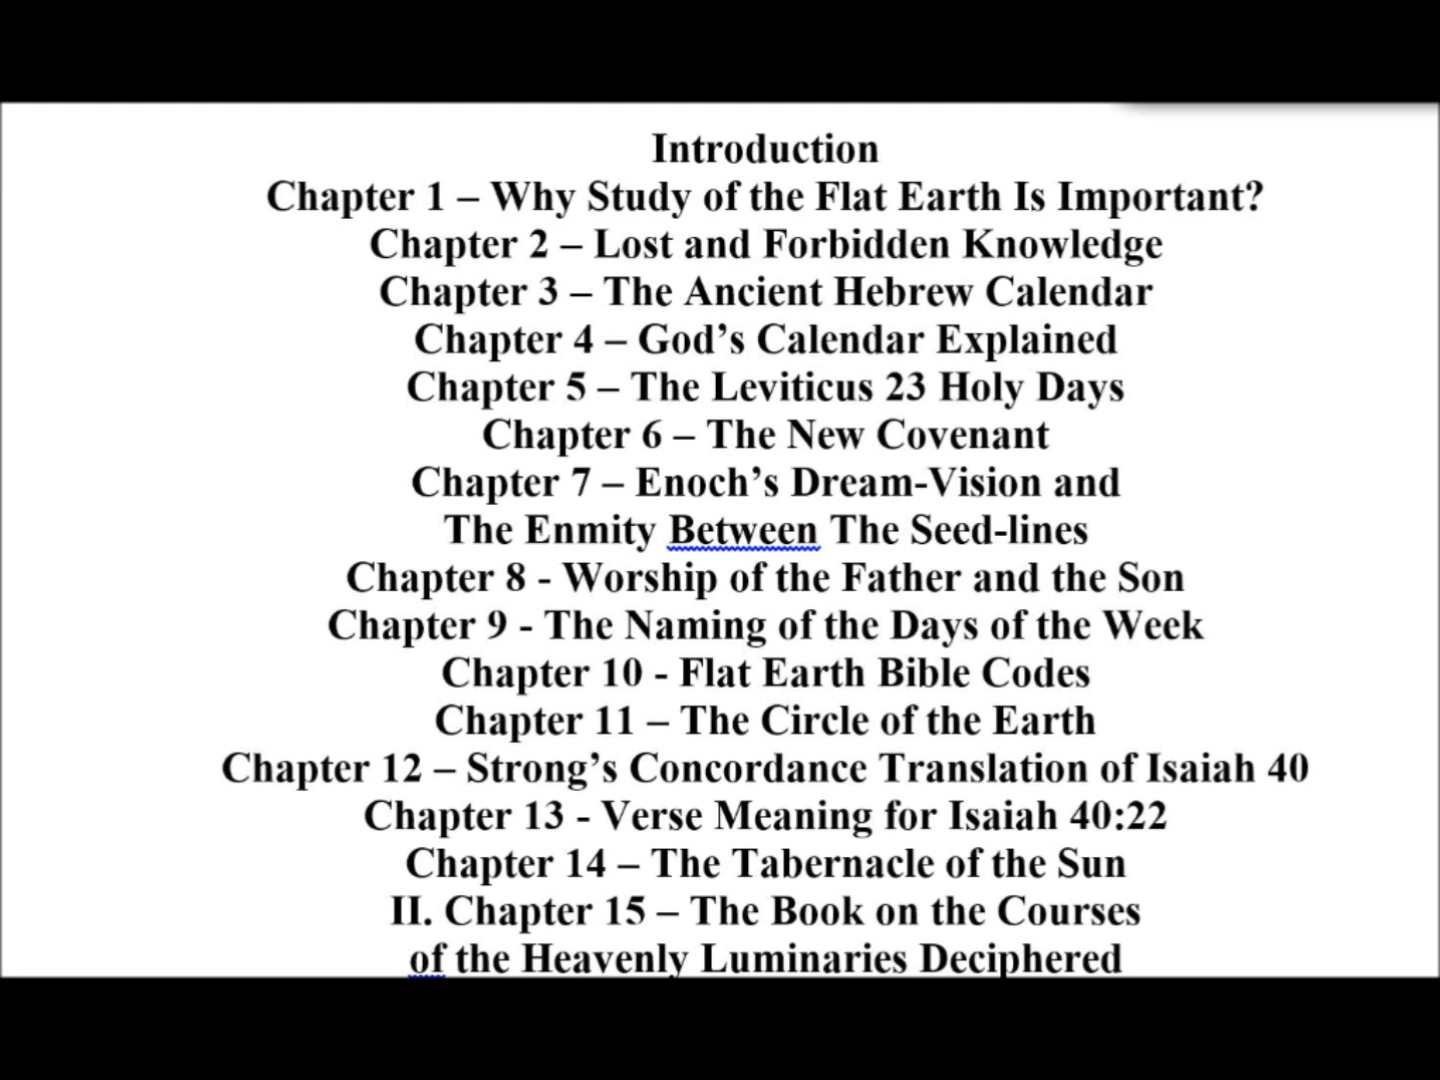 Introduction
Chapter 1 – Why Study of the Flat Earth Is Important?
Chapter 2 – Lost and Forbidden Knowledge
Chapter 3 – The Ancient Hebrew Calendar
Chapter 4 – God’s Calendar Explained
Chapter 5 – The Leviticus 23 Holy Days
Chapter 6 – The New Covenant
Chapter 7 – Enoch’s Dream-Vision and
The Enmity Between The Seed-lines
Chapter 8 - Worship of the Father and the Son
Chapter 9 - The Naming of the Days of the Week
Chapter 10 - Flat Earth Bible Codes
Chapter 11 – The Circle of the Earth
Chapter 12 – Strong’s Concordance Translation of Isaiah 40
Chapter 13 - Verse Meaning for Isaiah 40:22
Chapter 14 – The Tabernacle of the Sun
II. Chapter 15 – The Book on the Courses
of the Heavenly Luminaries Deciphered